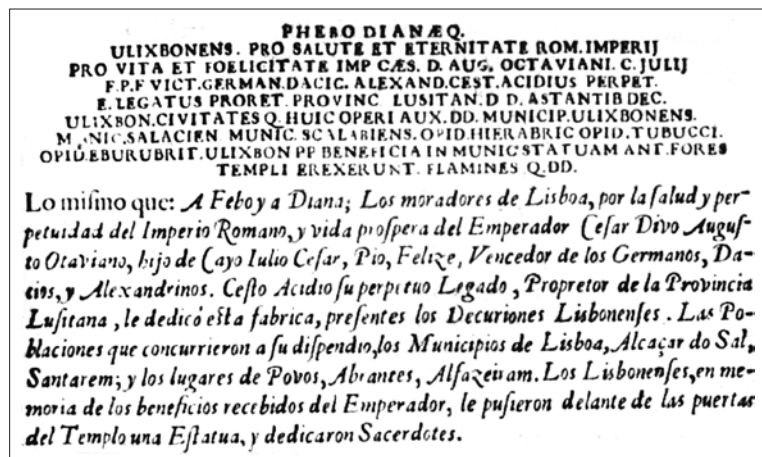 PHEBO DIANÆQ.
ULIXBONENS. PRO SALUTE ET ETERNITATE ROM. IMPERIJ
PRO VITA ET FOELICITATE IMP CÆS. D. AUG. OCTAVIANI. C. JULIJ
F. P. F VICT. GERMAN. DACIC. ALEXAND. CEST. ACIDIUS PERPET.
E. LEGATUS PRORET. PROVINC LUSITAN. D D. ASTANTIB DEC.
ULIXBON. CIVITATES Q. HUIC OPERI AUX. DD. MUNICIP. ULIXBONENS.
MUNIC. SALACIEN MUNIC. SCALABIENS. OPID. HIERABRIC OPID. TUBUCCI.
OPID. EBURUBRIT. ULIXBON PP BENEFICIA IN MUNIC STATUAM ANT. FORES
TEMPLI EREXERUNT. FLAMINES Q. DD.
Lo miſmo que: A Febo y a Diana; Los moradores de Lisboa, por la ſalud y per-
petuidad del Imperio Romano, y vida proſpera del Emperador Ceſar Divo Auguſ-
to Otaviano, hijo de Cayo Iulio Ceſar, Pio, Felize, Vencedor de los Germanos, Da-
cios, y Alexandrinos. Ceſto Acidio ſu perpetuo Legado, Propretor de la Provincia
Luſitana, le dedicó eſta fabrica, preſentes los Decuriones Lisbonenſes. Las Po-
blaciones que concurrieron a ſu diſpendio, los Municipios de Lisboa, Alcaçar do Sal,
Santarem; y los lugares de Povos, Abrantes, Alfazeiram. Los Lisbonenſes, en me-
moria de los beneficios recebidos del Emperador, le puſieron delante de las puertas
del Templo una Eſtatua, y dedicaron Sacerdotes.